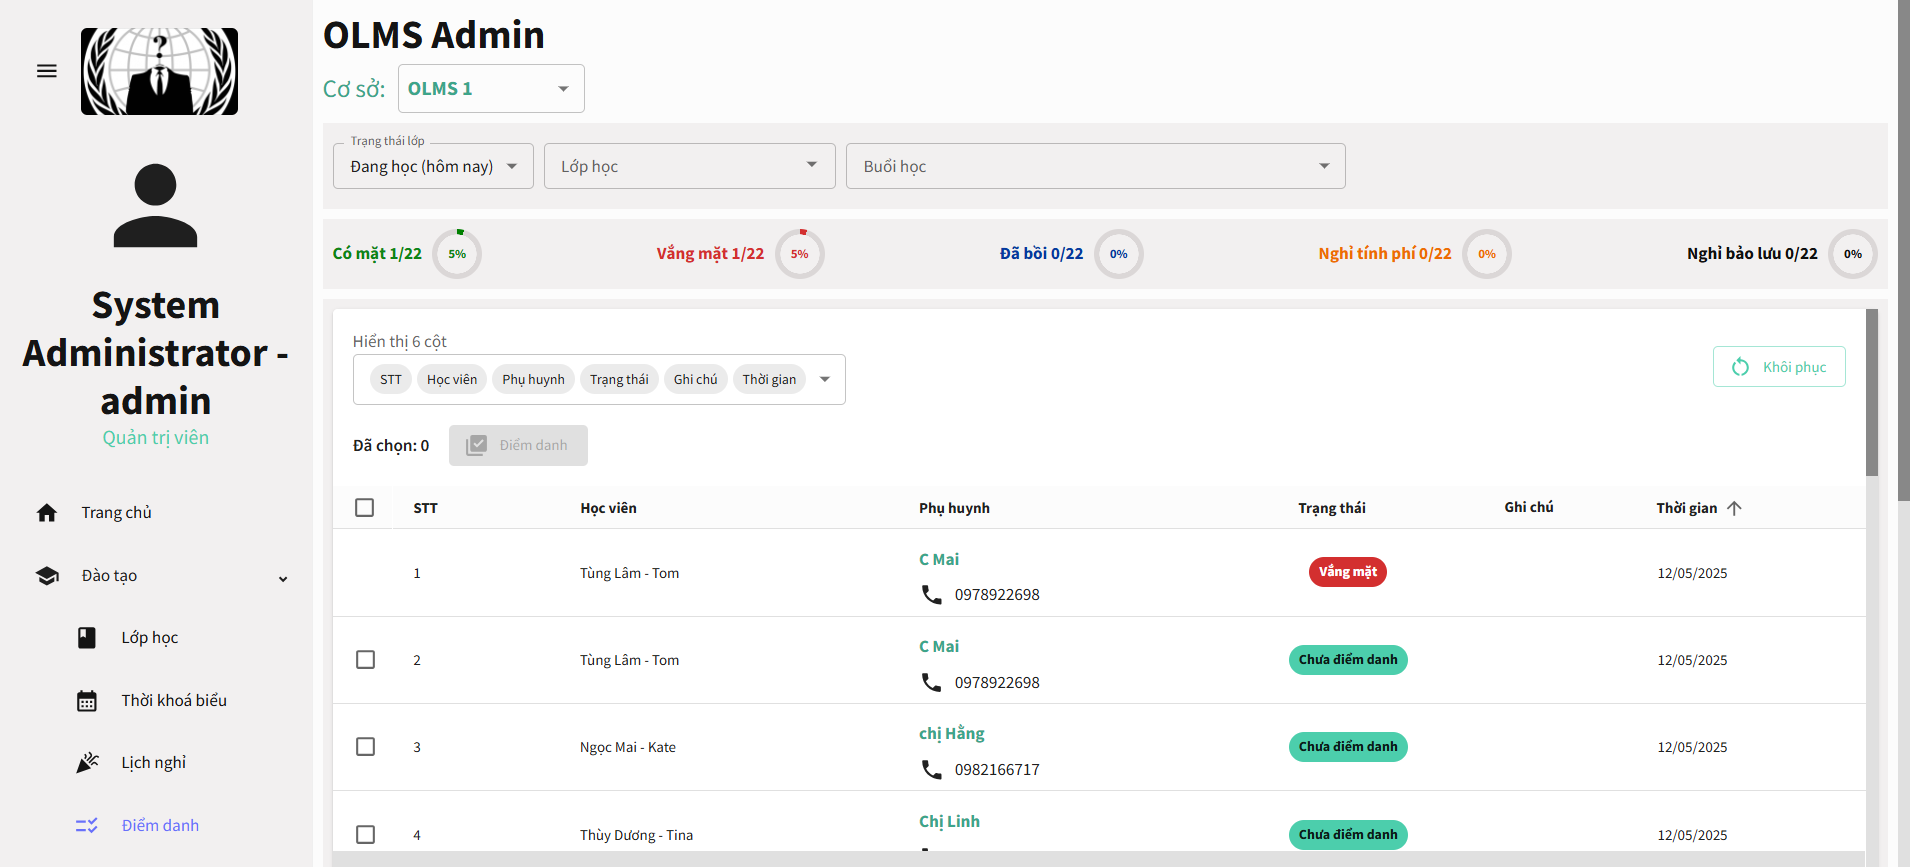 OLMS Admin
Cơ sở: OLMS 1
Trạng thái lớp
Đang học (hôm nay)
Lớp học
Buổi học
Có mặt 1/22 5%
Vắng mặt 1/22 5%
Đã bồi 0/22 0%
Nghỉ tính phí 0/22 0%
Nghỉ bảo lưu 0/22 0%
?
System
Administrator -
admin
Quản trị viên
Trang chủ
Đào tạo
Lớp học
Thời khoá biểu
Lịch nghỉ
Điểm danh
Hiển thị 6 cột
STT Học viên Phụ huynh Trạng thái Ghi chú Thời gian
Khôi phục
Đã chọn: 0 Điểm danh
STT Học viên Phụ huynh Trạng thái Ghi chú Thời gian
1 Tùng Lâm - Tom C Mai 0978922698 Vắng mặt 12/05/2025
2 Tùng Lâm - Tom C Mai 0978922698 Chưa điểm danh 12/05/2025
3 Ngọc Mai - Kate chị Hằng 0982166717 Chưa điểm danh 12/05/2025
4 Thùy Dương - Tina Chị Linh Chưa điểm danh 12/05/2025